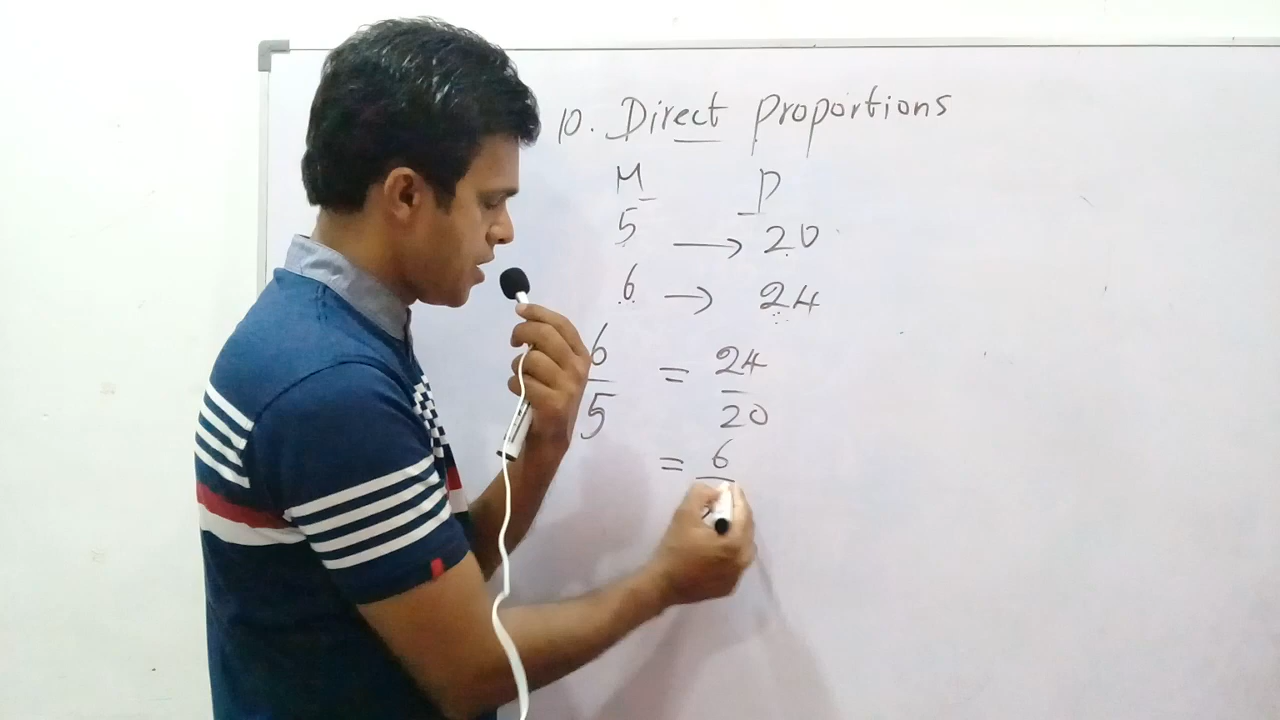 10. Direct Proportions
M P
5 → 20
6 → 24
6 = 24
5 20
= 6